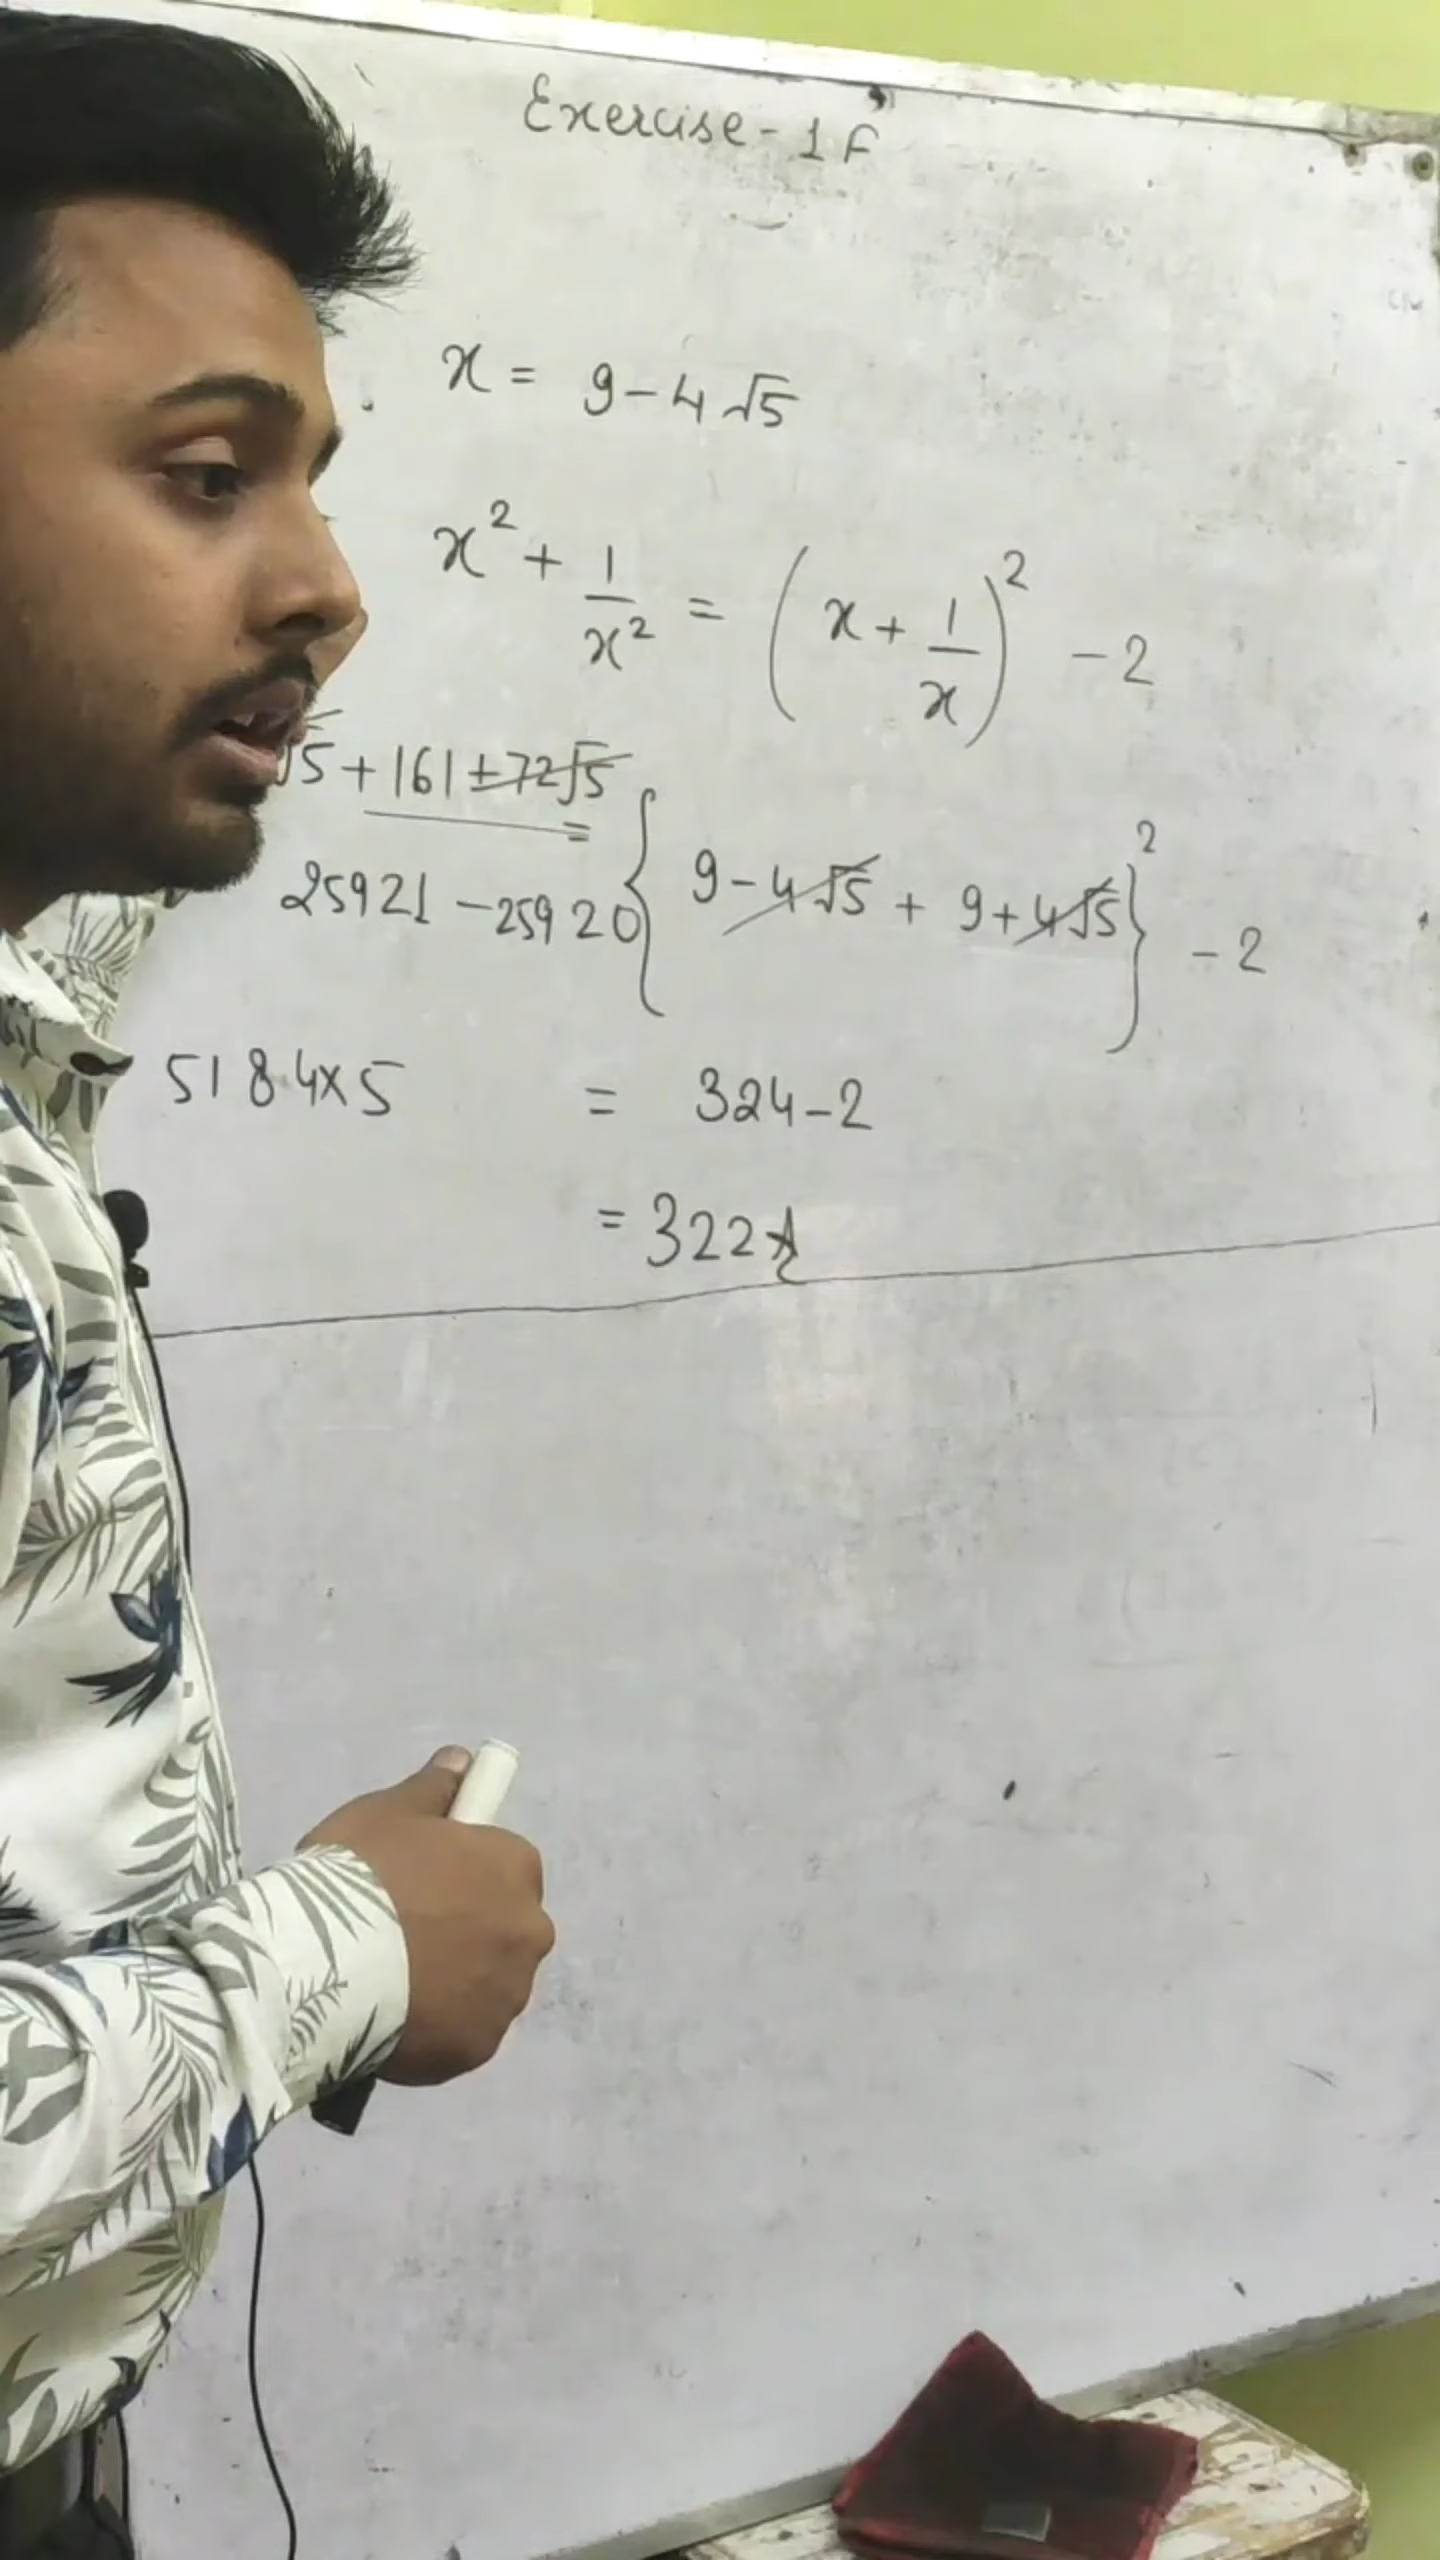 Exercise - 1F
x = 9 - 4√5
x² + 1/x² = (x + 1/x)² - 2
√5 + 161 ± 72√5
= {9 - 4√5 + 9 + 4√5}² - 2
25921 - 25920
5184 × 5
= 324 - 2
= 322